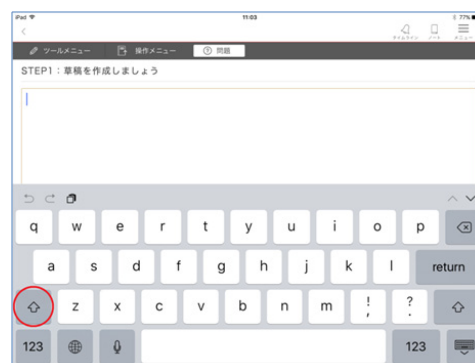 iPad 11:03 77%
タイムライン ノート メニュー
ツールメニュー 操作メニュー ? 問題
STEP1：草稿を作成しましょう
q w e r t y u i o p
a s d f g h j k l return
z x c v b n m ! , ? .
123 123